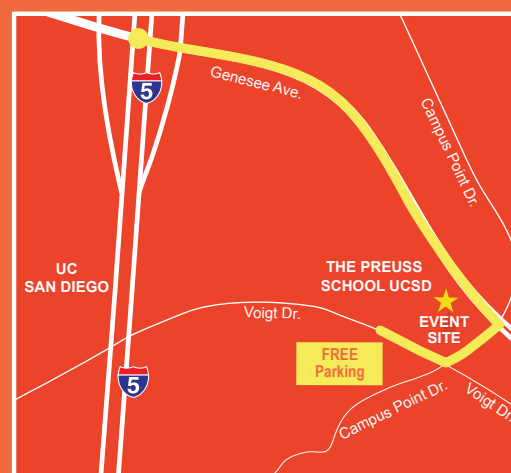 5
Genesee Ave.
Campus Point Dr.
UC
SAN DIEGO
THE PREUSS
SCHOOL UCSD
EVENT
SITE
Voigt Dr.
FREE
Parking
5
Campus Point Dr.
Voigt Dr.